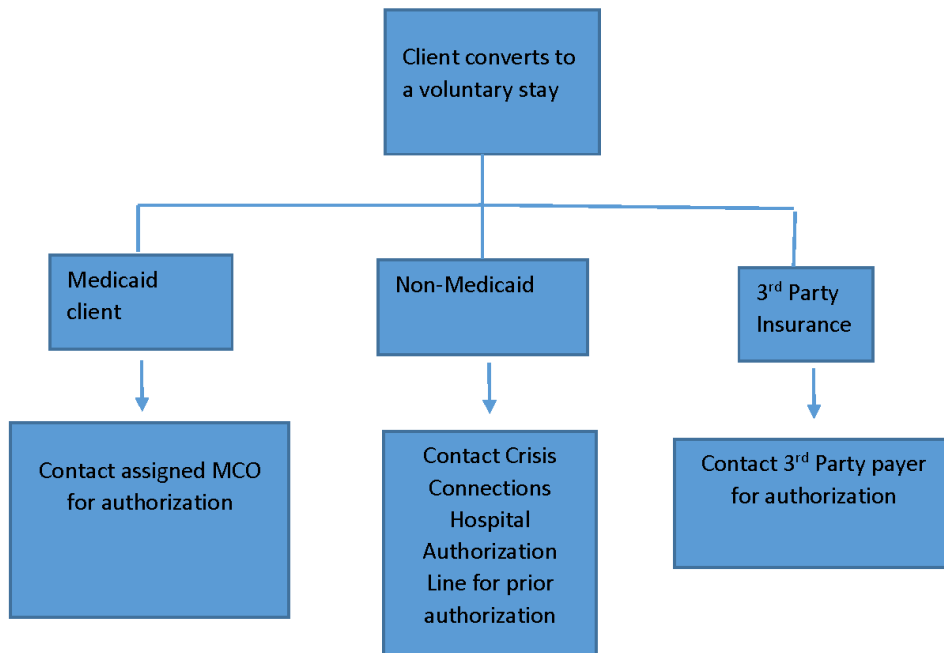 Client converts to
a voluntary stay
Medicaid
client
Non-Medicaid
3rd Party
Insurance
Contact assigned MCO
for authorization
Contact Crisis
Connections
Hospital
Authorization
Line for prior
authorization
Contact 3rd Party payer
for authorization